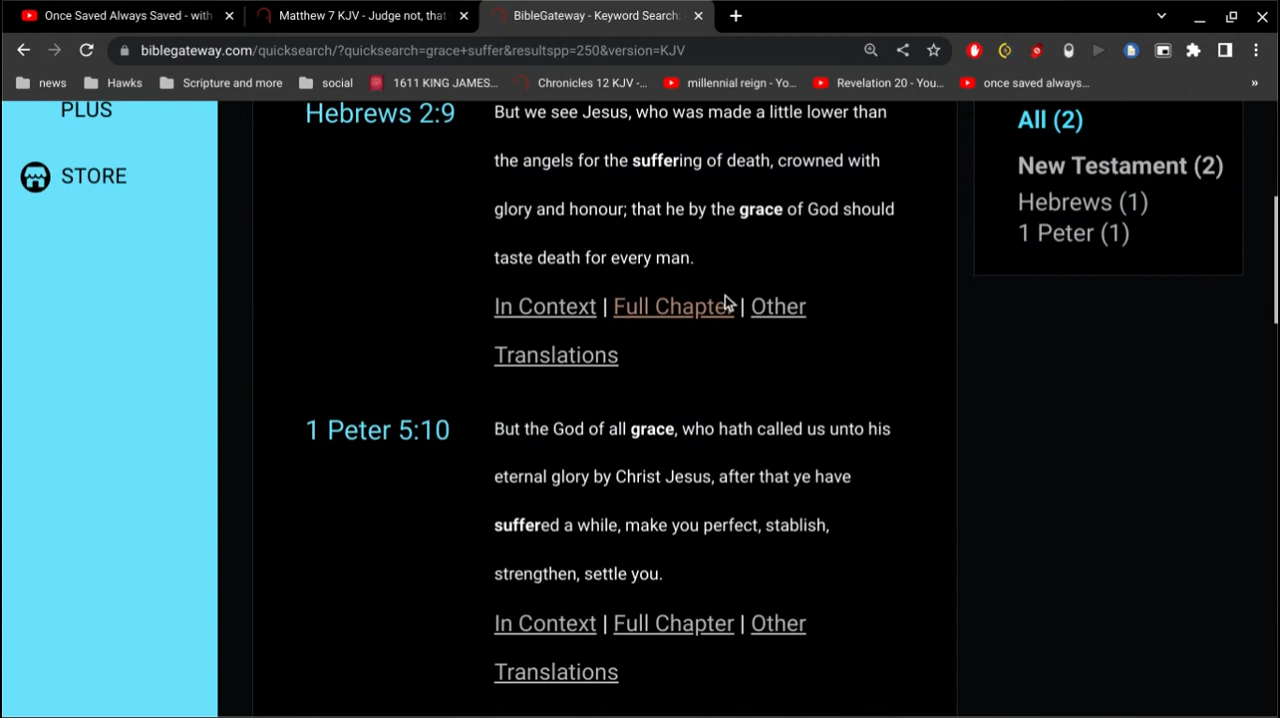 Once Saved Always Saved - with
Matthew 7 KJV - Judge not, that
BibleGateway - Keyword Search:
biblegateway.com/quicksearch/?quicksearch=grace+suffer&resultspp=250&version=KJV
news
Hawks
Scripture and more
social
1611 KING JAMES...
Chronicles 12 KJV -...
millennial reign - Yo...
Revelation 20 - You...
once saved always...
»
PLUS
STORE
Hebrews 2:9
But we see Jesus, who was made a little lower than
the angels for the suffering of death, crowned with
glory and honour; that he by the grace of God should
taste death for every man.
In Context | Full Chapter | Other
Translations
1 Peter 5:10
But the God of all grace, who hath called us unto his
eternal glory by Christ Jesus, after that ye have
suffered a while, make you perfect, stablish,
strengthen, settle you.
In Context | Full Chapter | Other
Translations
All (2)
New Testament (2)
Hebrews (1)
1 Peter (1)